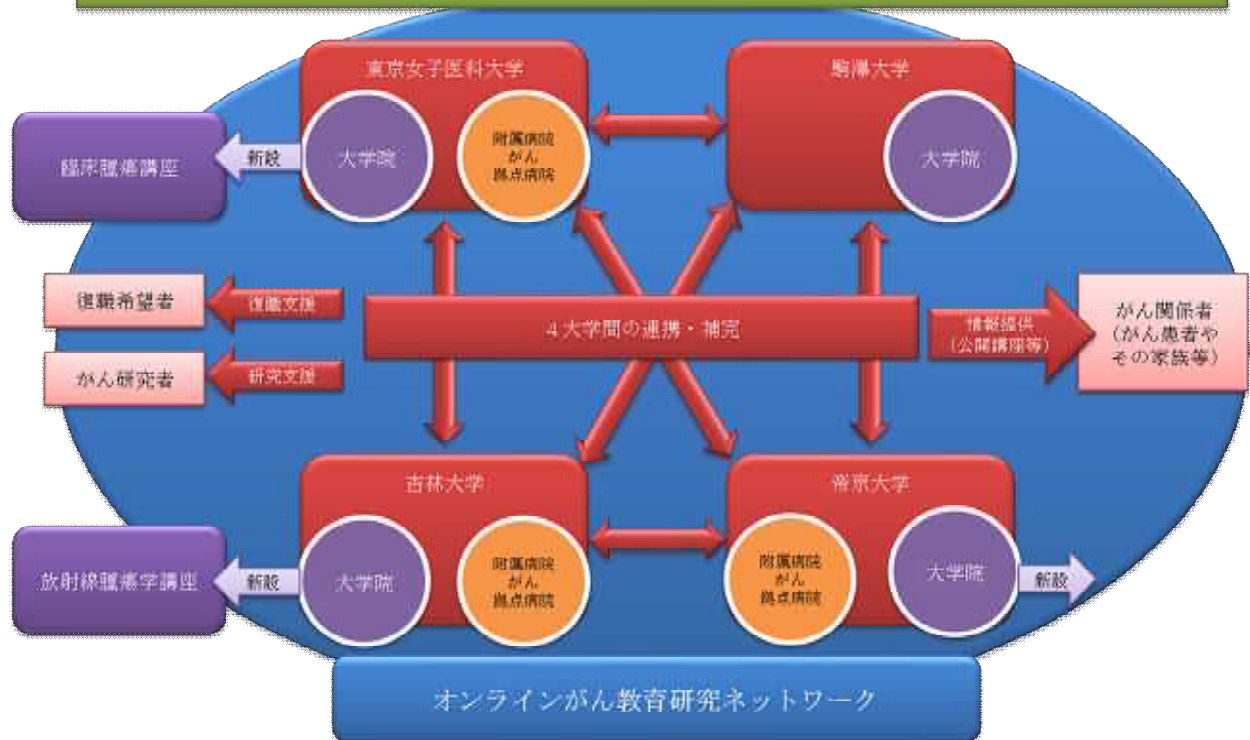 東京女子医科大学
駒澤大学
大学院
附属病院
がん
拠点病院
大学院
新設
臨床腫瘍講座
復職希望者
復職支援
がん研究者
研究支援
4大学間の連携・補完
情報提供
(公開講座等)
がん関係者
(がん患者や
その家族等)
杏林大学
帝京大学
大学院
附属病院
がん
拠点病院
附属病院
がん
拠点病院
大学院
新設
放射線腫瘍学講座
新設
オンラインがん教育研究ネットワーク